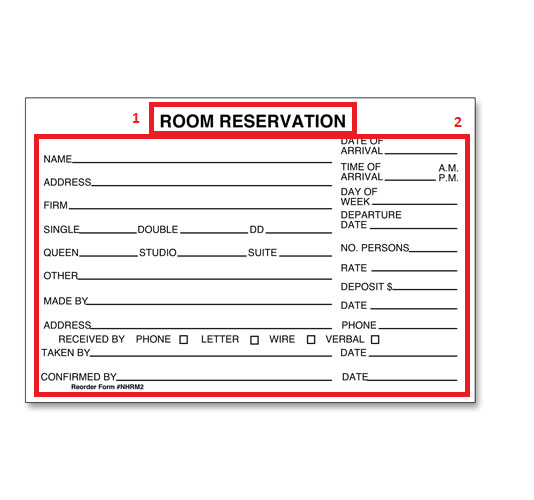 1
ROOM RESERVATION
2
DATE OF
ARRIVAL
NAME
TIME OF A.M.
ARRIVAL P.M.
ADDRESS
DAY OF
WEEK
FIRM
DEPARTURE
DATE
SINGLE DOUBLE DD
NO. PERSONS
QUEEN STUDIO SUITE
RATE
OTHER
DEPOSIT $
MADE BY
DATE
ADDRESS PHONE
RECEIVED BY PHONE LETTER WIRE VERBAL
TAKEN BY DATE
CONFIRMED BY DATE
Reorder Form #NHRM2